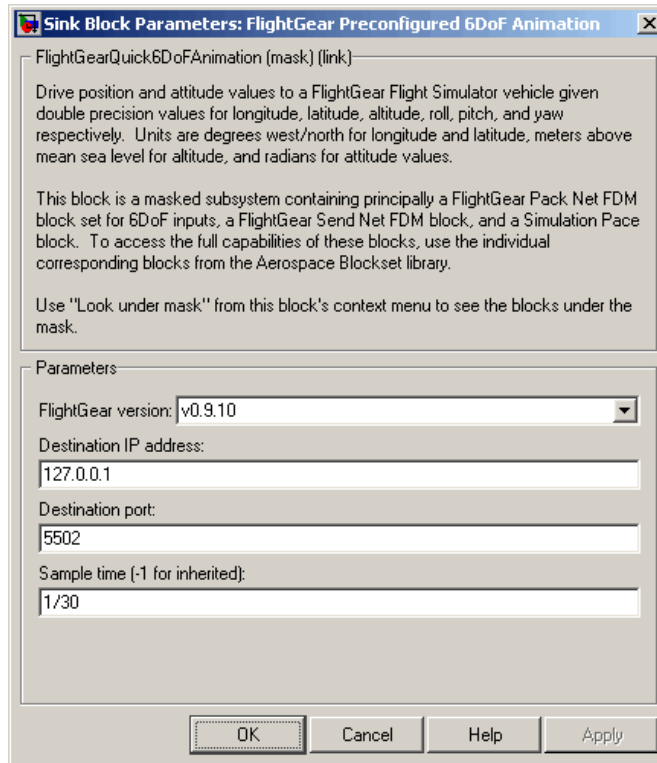 Sink Block Parameters: FlightGear Preconfigured 6DoF Animation
FlightGearQuick6DoFAnimation (mask) (link)
Drive position and attitude values to a FlightGear Flight Simulator vehicle given
double precision values for longitude, latitude, altitude, roll, pitch, and yaw
respectively.  Units are degrees west/north for longitude and latitude, meters above
mean sea level for altitude, and radians for attitude values.
This block is a masked subsystem containing principally a FlightGear Pack Net FDM
block set for 6DoF inputs, a FlightGear Send Net FDM block, and a Simulation Pace
block.  To access the full capabilities of these blocks, use the individual
corresponding blocks from the Aerospace Blockset library.
Use "Look under mask" from this block's context menu to see the blocks under the
mask.
Parameters
FlightGear version: v0.9.10
Destination IP address:
127.0.0.1
Destination port:
5502
Sample time (-1 for inherited):
1/30
OK Cancel Help Apply